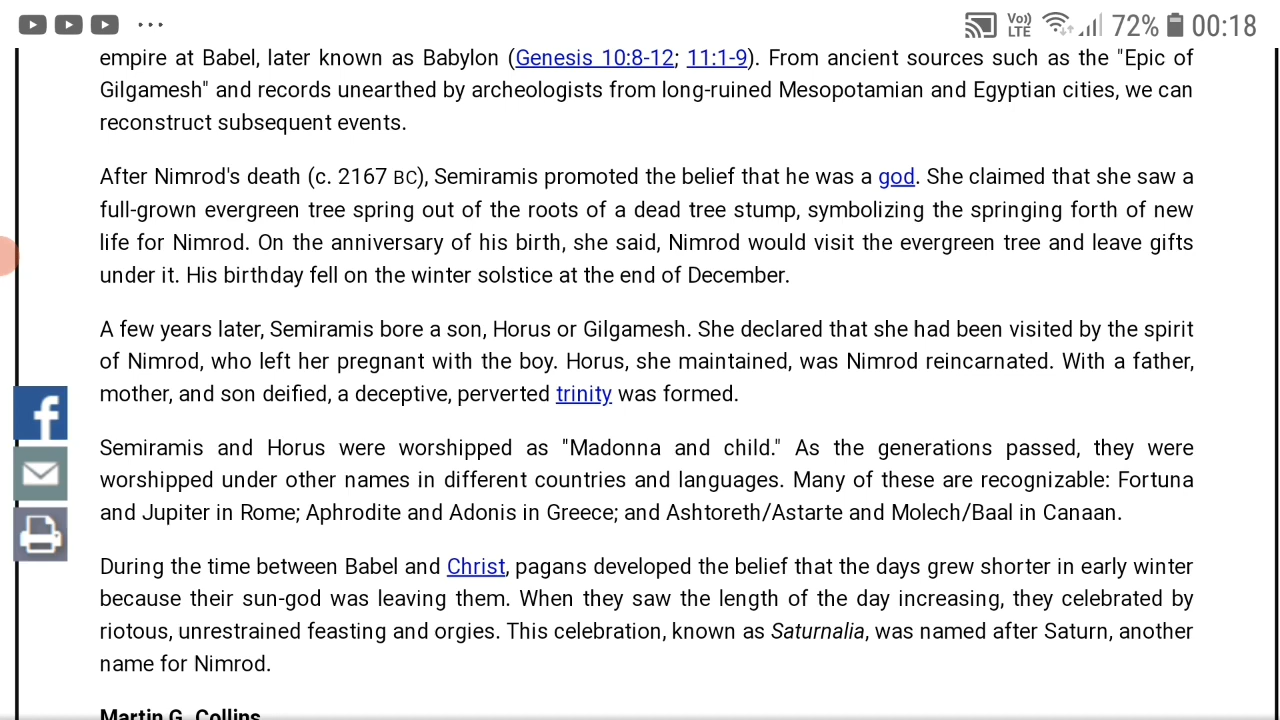 Vo)) LTE 72% 00:18
empire at Babel, later known as Babylon (Genesis 10:8-12; 11:1-9). From ancient sources such as the "Epic of
Gilgamesh" and records unearthed by archeologists from long-ruined Mesopotamian and Egyptian cities, we can
reconstruct subsequent events.
After Nimrod's death (c. 2167 BC), Semiramis promoted the belief that he was a god. She claimed that she saw a
full-grown evergreen tree spring out of the roots of a dead tree stump, symbolizing the springing forth of new
life for Nimrod. On the anniversary of his birth, she said, Nimrod would visit the evergreen tree and leave gifts
under it. His birthday fell on the winter solstice at the end of December.
A few years later, Semiramis bore a son, Horus or Gilgamesh. She declared that she had been visited by the spirit
of Nimrod, who left her pregnant with the boy. Horus, she maintained, was Nimrod reincarnated. With a father,
mother, and son deified, a deceptive, perverted trinity was formed.
Semiramis and Horus were worshipped as "Madonna and child." As the generations passed, they were
worshipped under other names in different countries and languages. Many of these are recognizable: Fortuna
and Jupiter in Rome; Aphrodite and Adonis in Greece; and Ashtoreth/Astarte and Molech/Baal in Canaan.
During the time between Babel and Christ, pagans developed the belief that the days grew shorter in early winter
because their sun-god was leaving them. When they saw the length of the day increasing, they celebrated by
riotous, unrestrained feasting and orgies. This celebration, known as Saturnalia, was named after Saturn, another
name for Nimrod.
Martin G. Collins